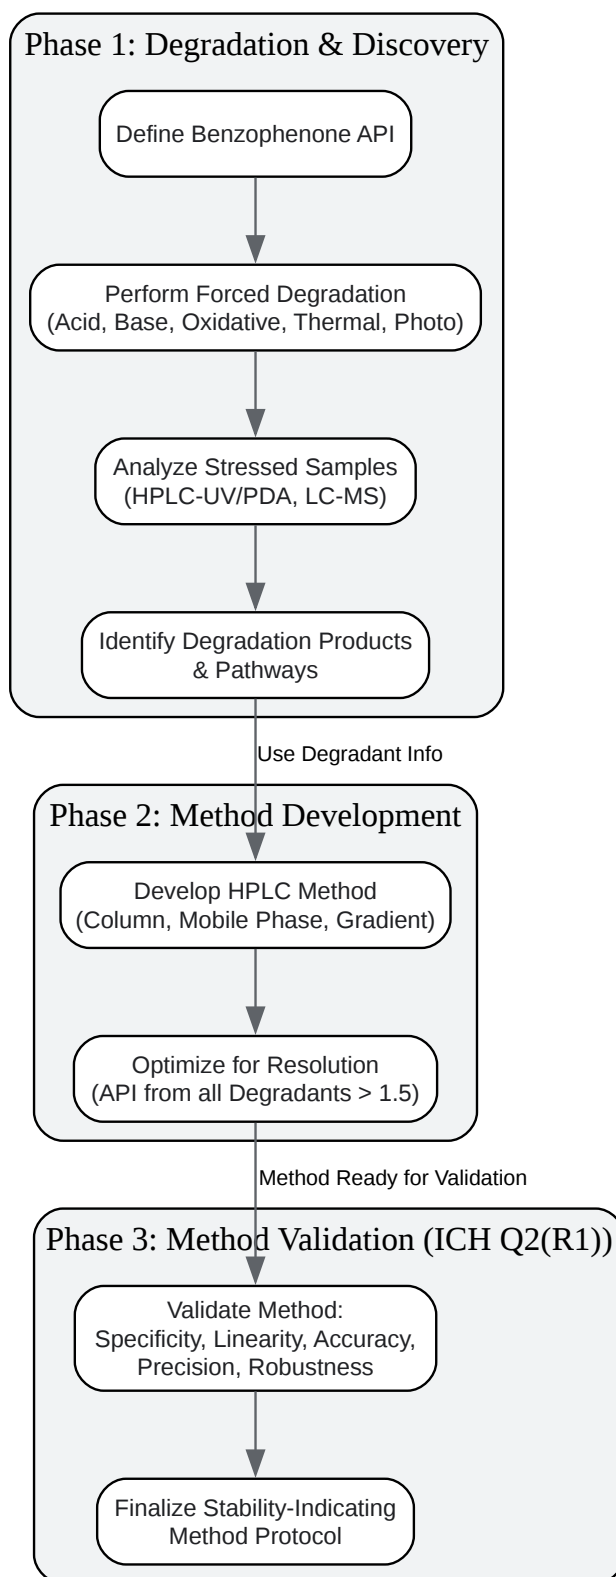 Phase 1: Degradation & Discovery
Define Benzophenone API
Perform Forced Degradation
(Acid, Base, Oxidative, Thermal, Photo)
Analyze Stressed Samples
(HPLC-UV/PDA, LC-MS)
Identify Degradation Products
& Pathways
Use Degradant Info
Phase 2: Method Development
Develop HPLC Method
(Column, Mobile Phase, Gradient)
Optimize for Resolution
(API from all Degradants > 1.5)
Method Ready for Validation
Phase 3: Method Validation (ICH Q2(R1))
Validate Method:
Specificity, Linearity, Accuracy,
Precision, Robustness
Finalize Stability-Indicating
Method Protocol